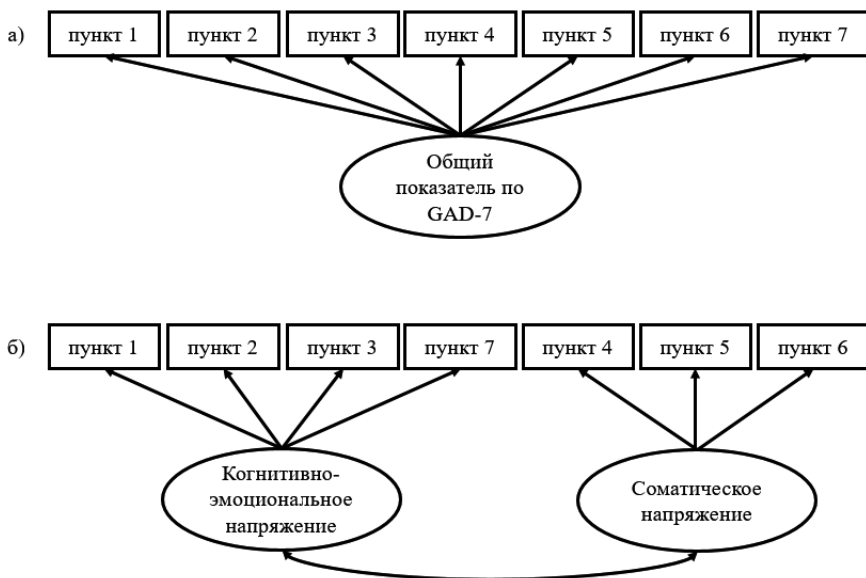 а)
пункт 1 пункт 2 пункт 3 пункт 4 пункт 5 пункт 6 пункт 7
Общий
показатель по
GAD-7
б)
пункт 1 пункт 2 пункт 3 пункт 7 пункт 4 пункт 5 пункт 6
Когнитивно-
эмоциональное
напряжение
Соматическое
напряжение